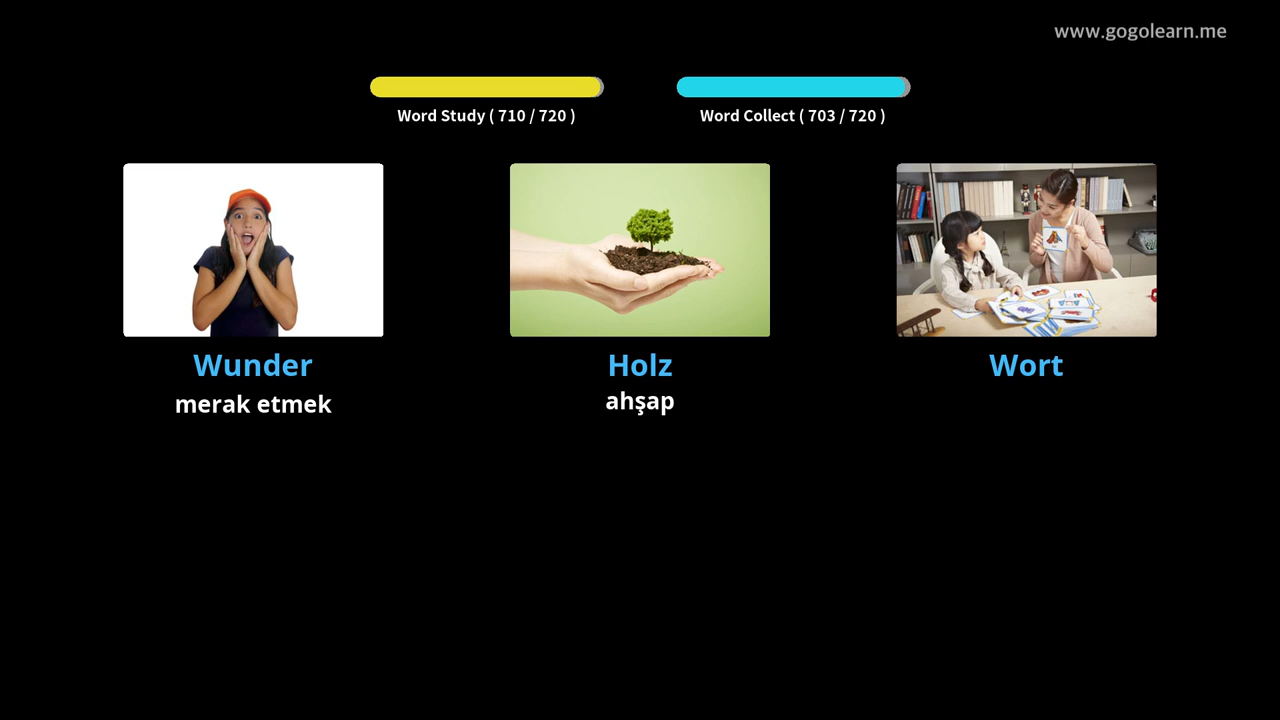 www.gogolearn.me
Word Study ( 710 / 720 )
Word Collect ( 703 / 720 )
Wunder
Holz
Wort
merak etmek
ahşap